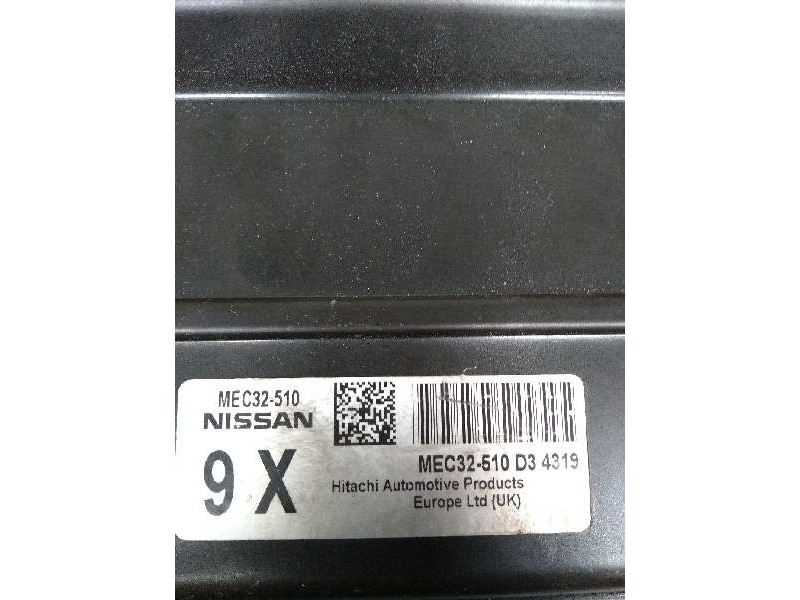 MEC32-510
NISSAN
9 X
MEC32-510 D3 4319
Hitachi Automotive Products
Europe Ltd {UK}